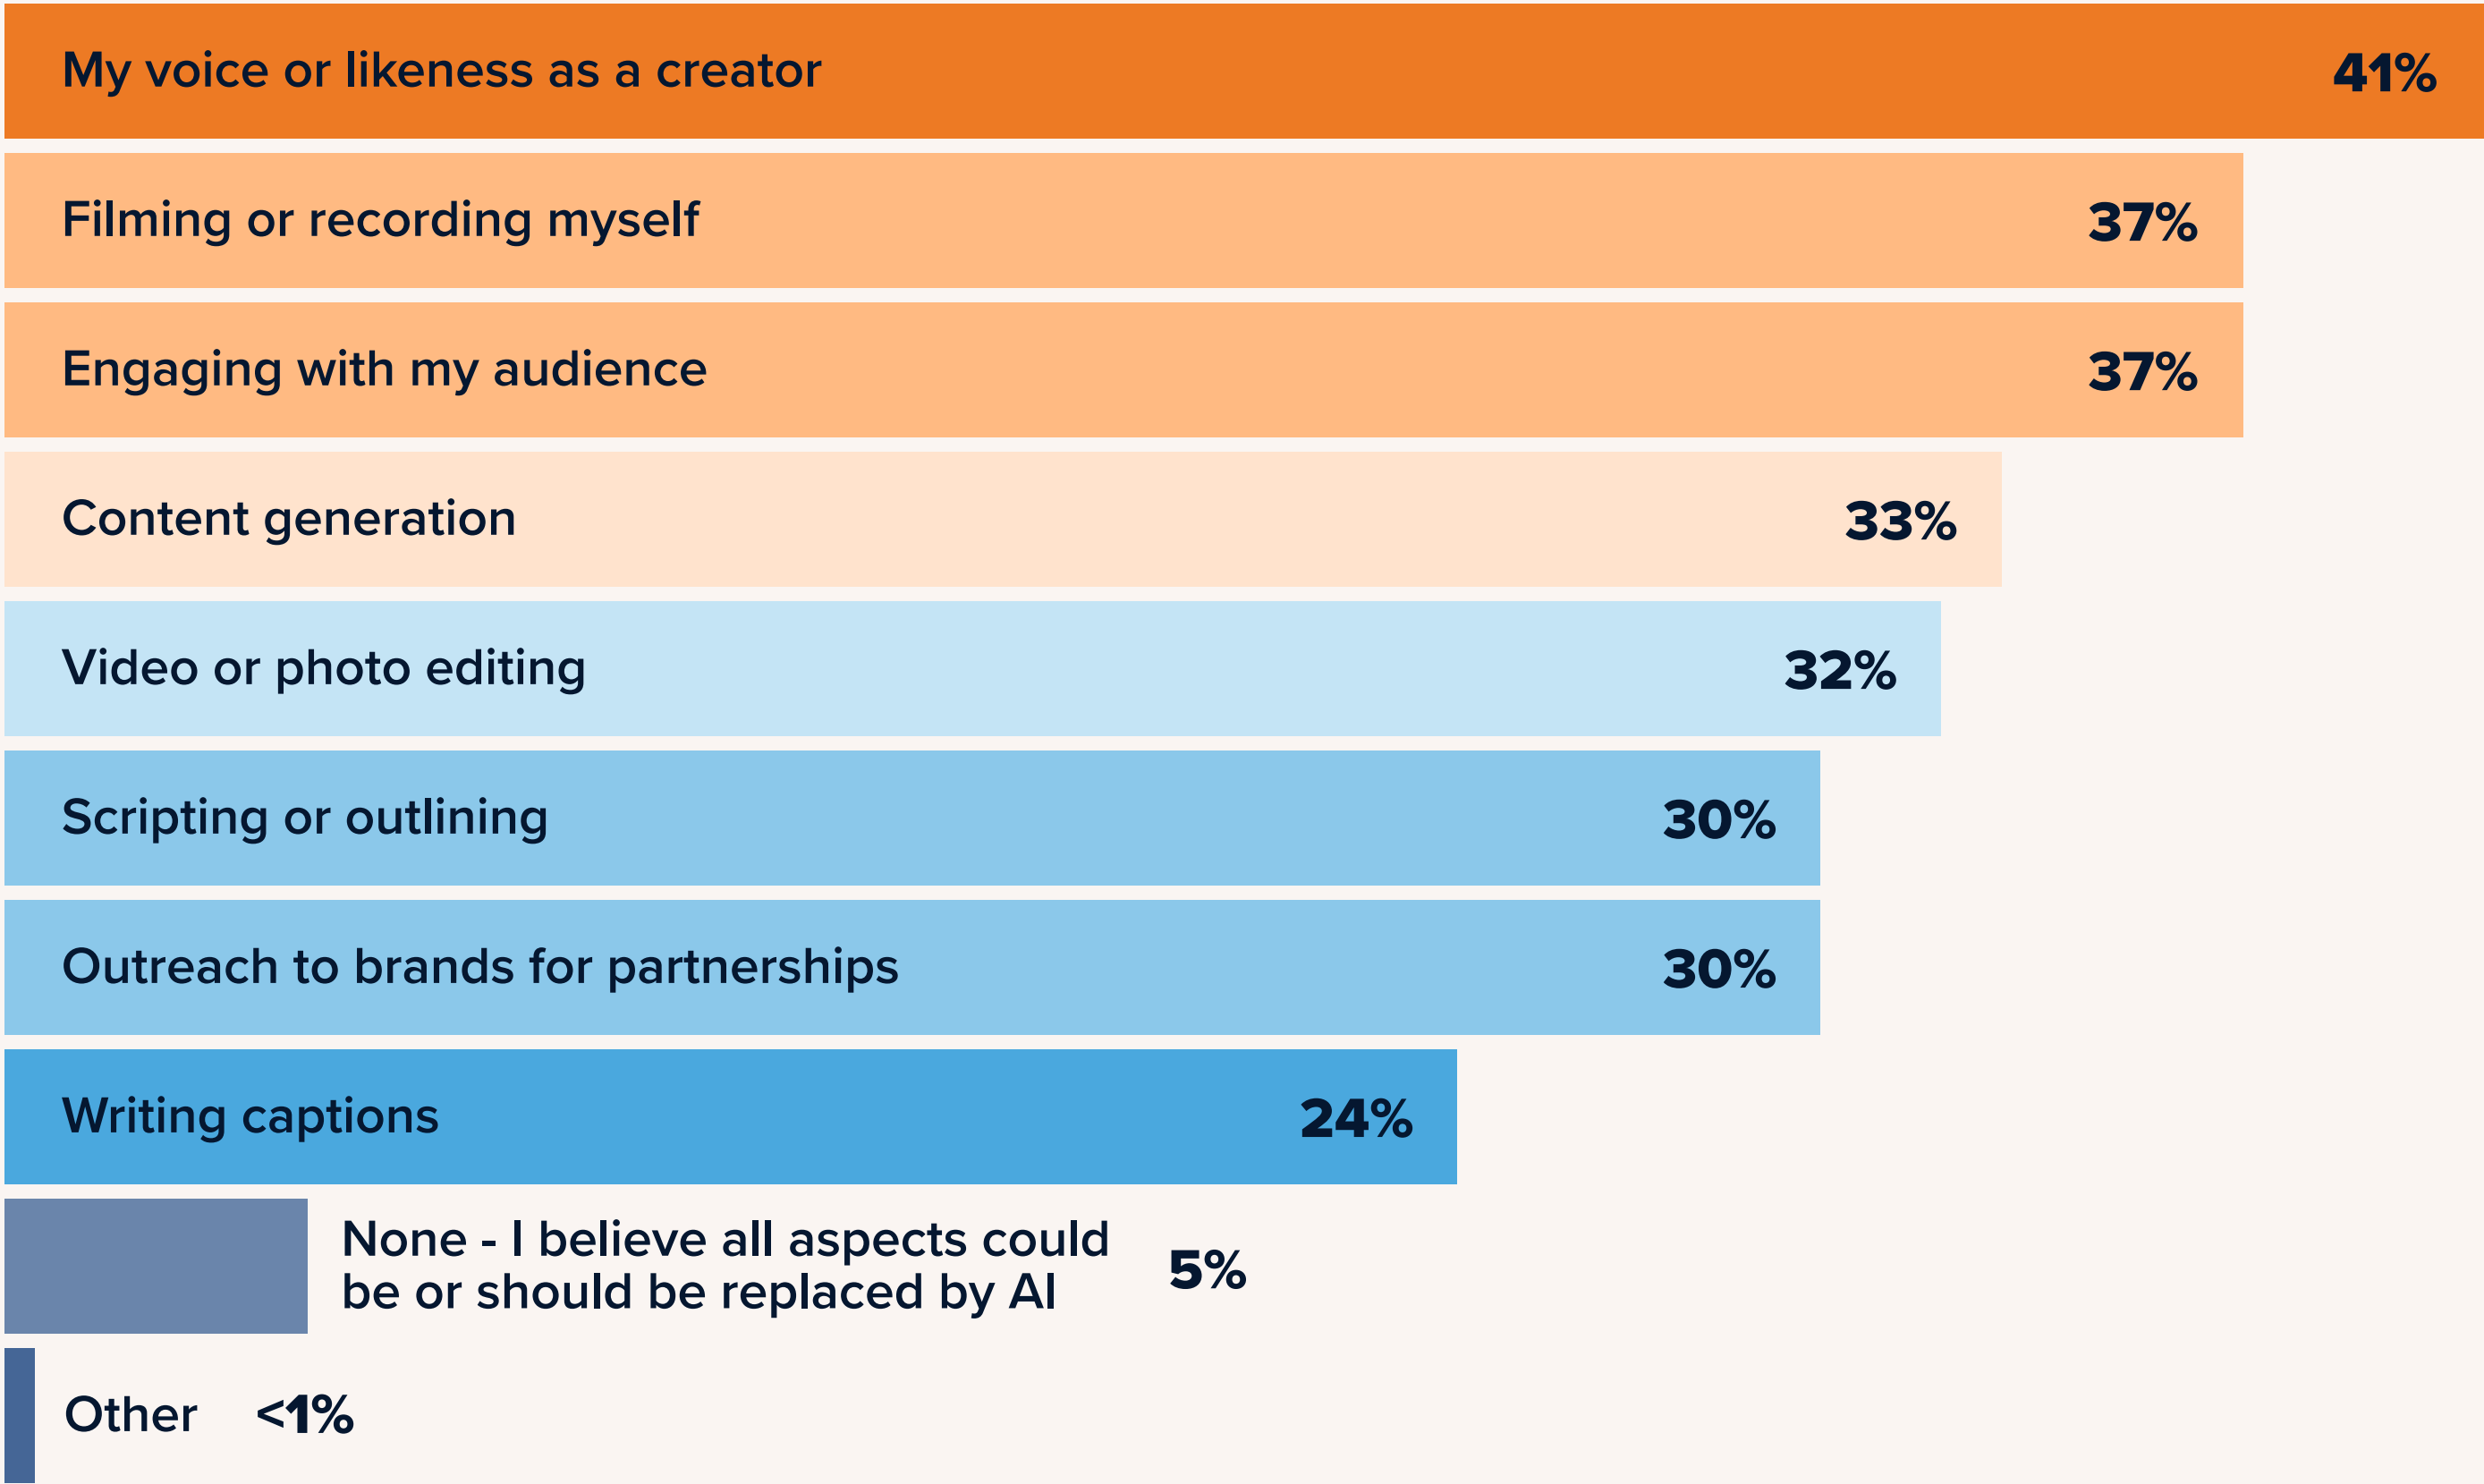 My voice or likeness as a creator 41%
Filming or recording myself 37%
Engaging with my audience 37%
Content generation 33%
Video or photo editing 32%
Scripting or outlining 30%
Outreach to brands for partnerships 30%
Writing captions 24%
None - I believe all aspects could
be or should be replaced by AI 5%
Other <1%